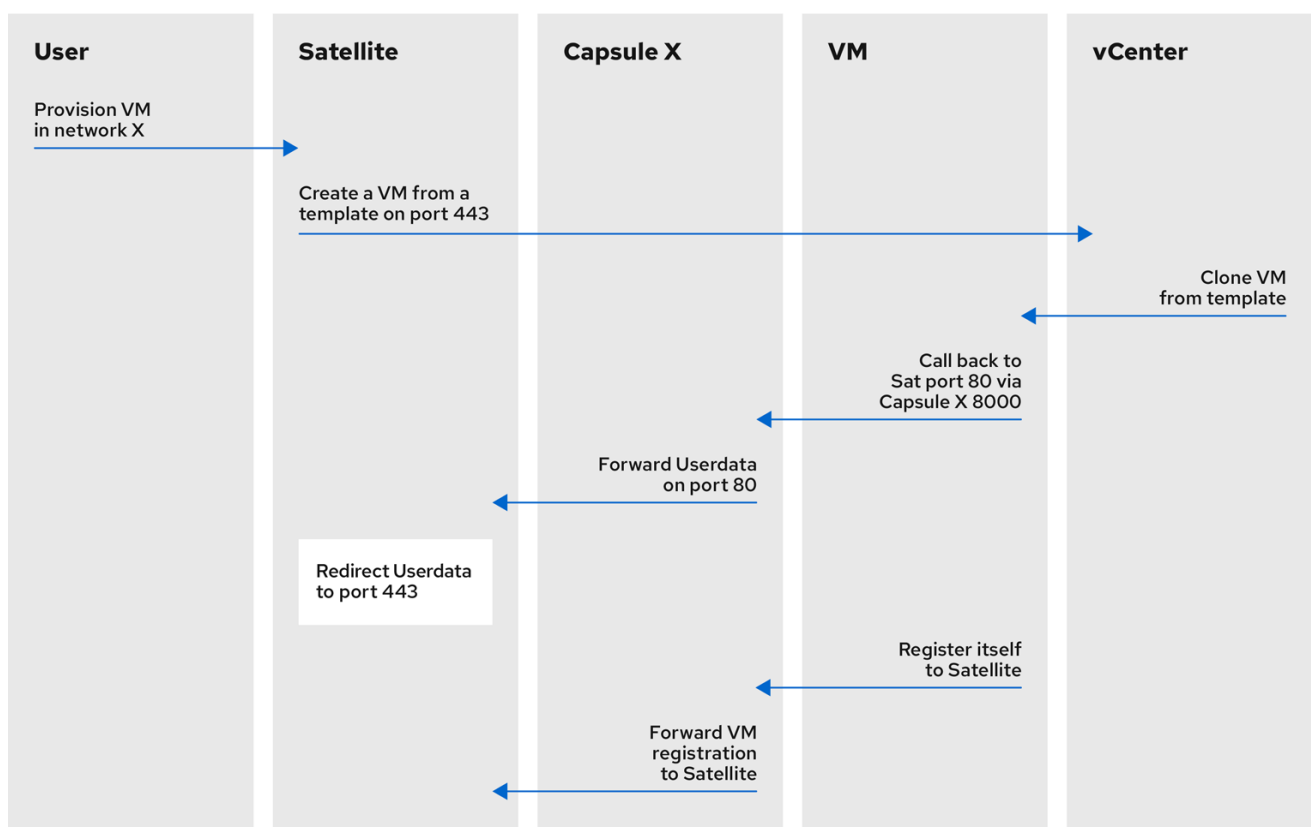 User
Satellite
Capsule X
VM
vCenter
Provision VM
in network X
Create a VM from a
template on port 443
Clone VM
from template
Call back to
Sat port 80 via
Capsule X 8000
Forward Userdata
on port 80
Redirect Userdata
to port 443
Register itself
to Satellite
Forward VM
registration
to Satellite